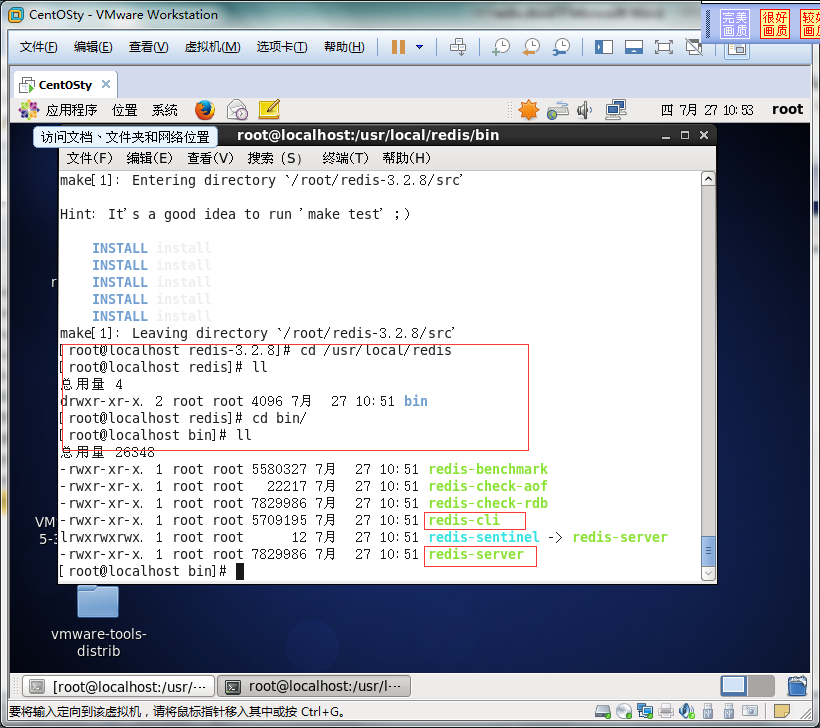 CentOSty - VMware Workstation
完美画质
很好画质
文件(F) 编辑(E) 查看(V) 虚拟机(M) 选项卡(T) 帮助(H)
CentOSty
应用程序 位置 系统 四 7月 27 10:53 root
访问文档、文件夹和网络位置
root@localhost:/usr/local/redis/bin
文件(F) 编辑(E) 查看(V) 搜索 (S) 终端(T) 帮助(H)
make[1]: Entering directory `/root/redis-3.2.8/src'
Hint: It's a good idea to run 'make test' ;)
INSTALL install
INSTALL install
INSTALL install
INSTALL install
INSTALL install
make[1]: Leaving directory `/root/redis-3.2.8/src'
[root@localhost redis-3.2.8]# cd /usr/local/redis
[root@localhost redis]# ll
总用量 4
drwxr-xr-x. 2 root root 4096 7月 27 10:51 bin
[root@localhost redis]# cd bin/
[root@localhost bin]# ll
总用量 26348
-rwxr-xr-x. 1 root root 5580327 7月 27 10:51 redis-benchmark
-rwxr-xr-x. 1 root root 22217 7月 27 10:51 redis-check-aof
-rwxr-xr-x. 1 root root 7829986 7月 27 10:51 redis-check-rdb
-rwxr-xr-x. 1 root root 5709195 7月 27 10:51 redis-cli
lrwxrwxrwx. 1 root root 12 7月 27 10:51 redis-sentinel -> redis-server
-rwxr-xr-x. 1 root root 7829986 7月 27 10:51 redis-server
[root@localhost bin]#
vmware-tools-
distrib
[root@localhost:/usr/··· root@localhost:/usr/l···
要将输入定向到该虚拟机，请将鼠标指针移入其中或按 Ctrl+G。